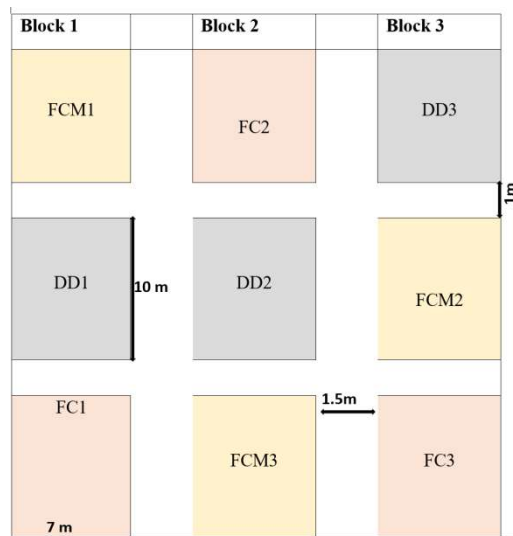 Block 1
Block 2
Block 3
FCM1
FC2
DD3
1m
DD1
10 m
DD2
FCM2
FC1
1.5m
FCM3
FC3
7 m